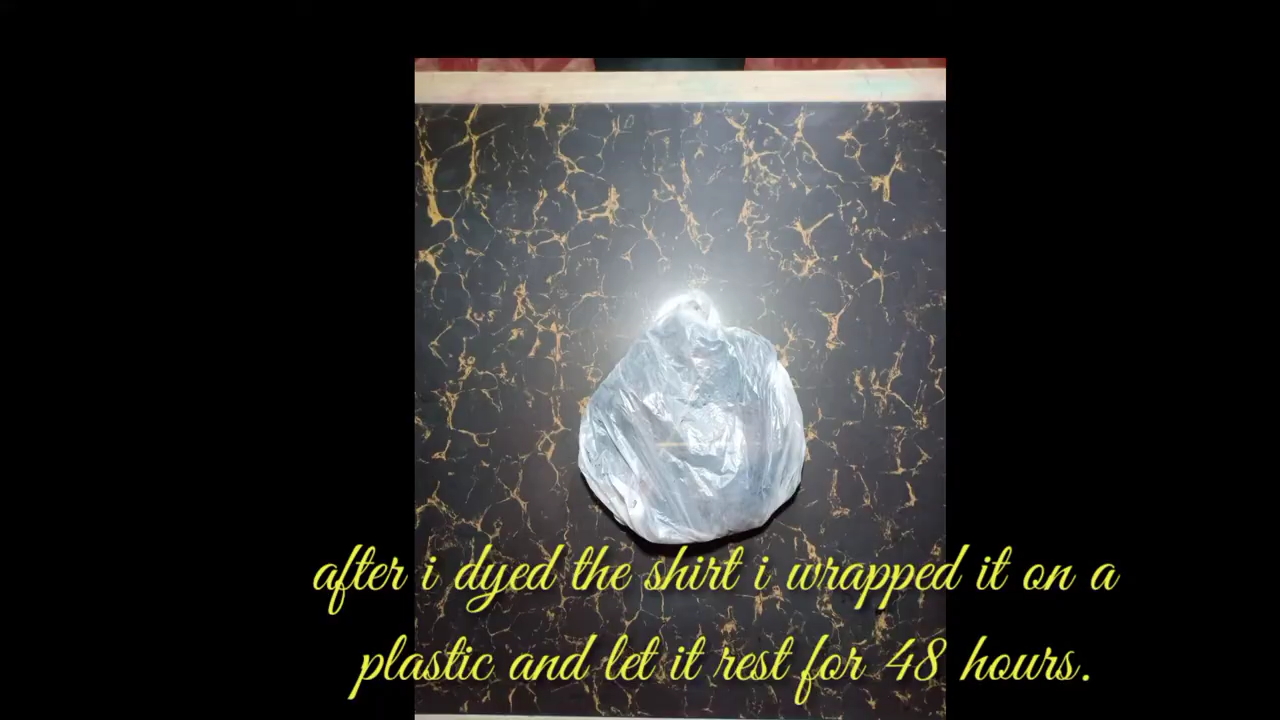 after i dyed the shirt i wrapped it on a
plastic and let it rest for 48 hours.